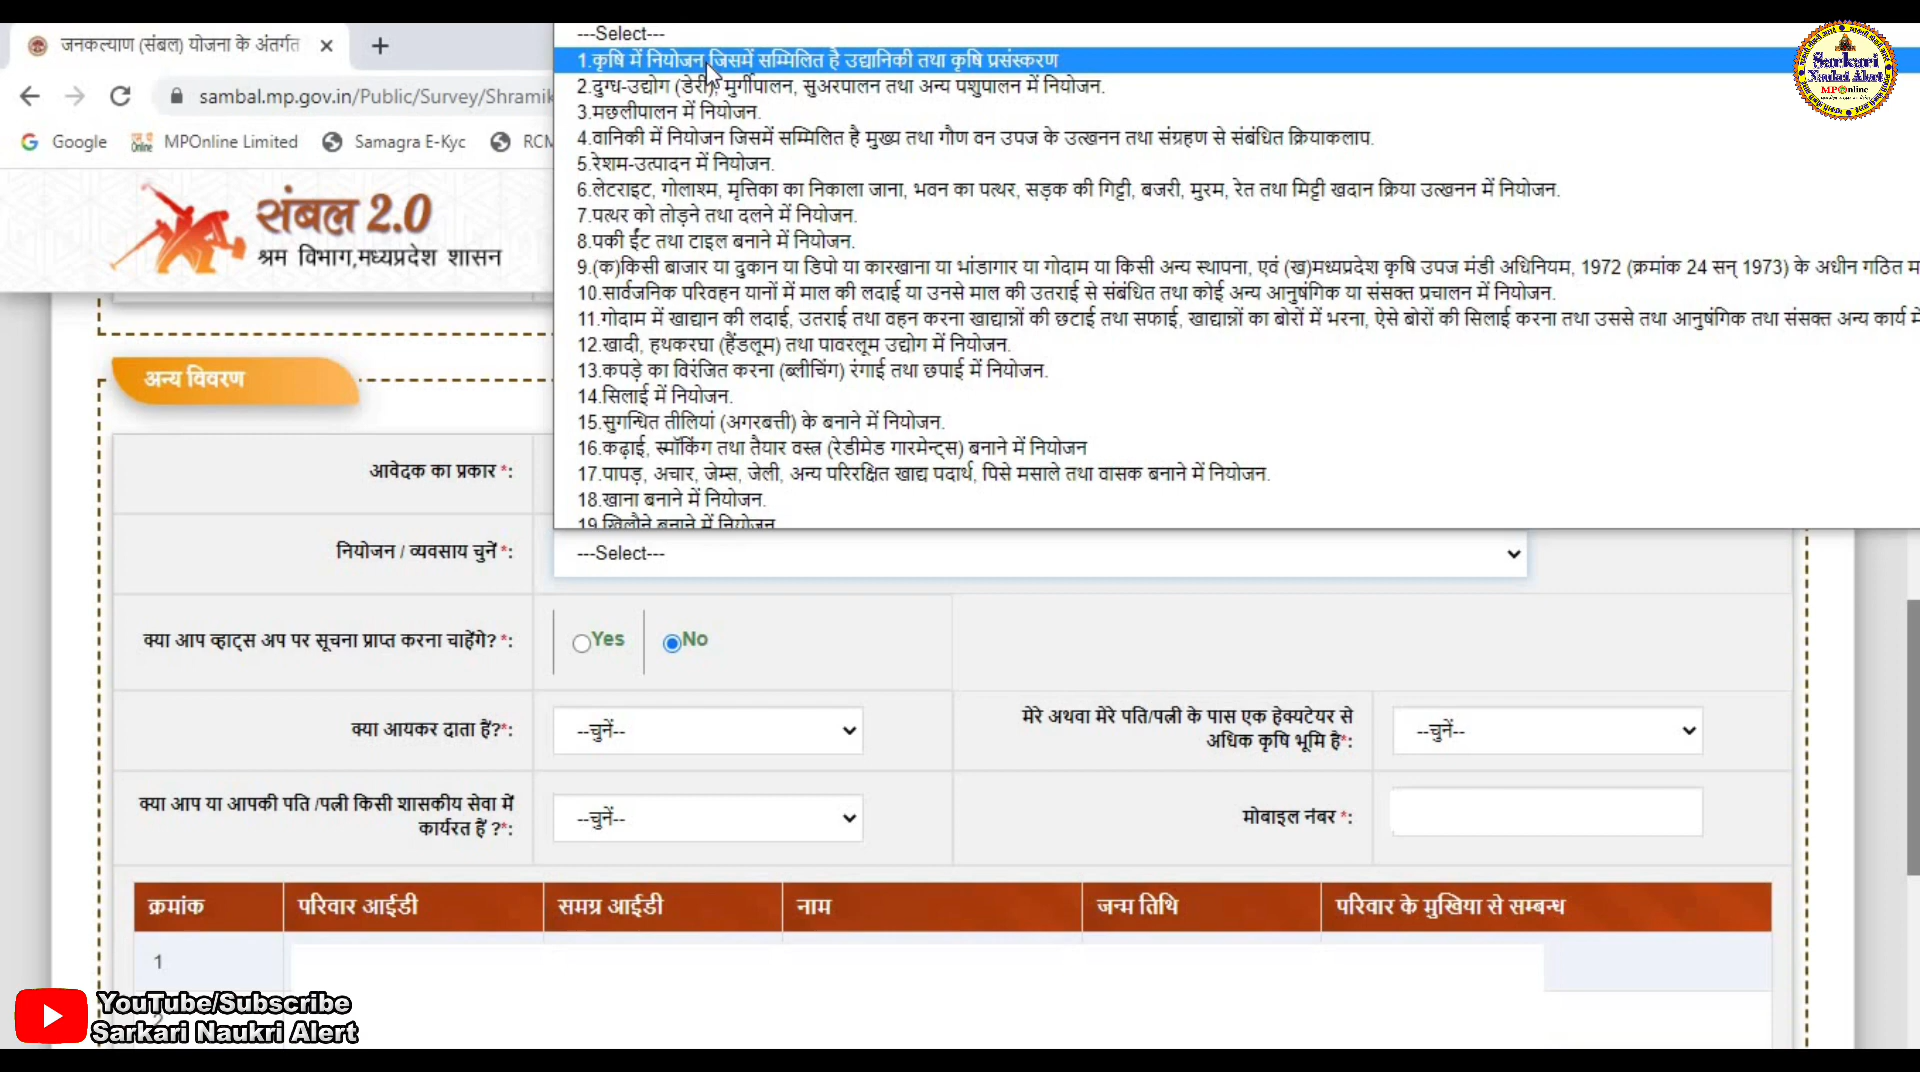 जनकल्याण (संबल) योजना के अंतर्गत
sambal.mp.gov.in/Public/Survey/Shramik
Google MPOnline Limited Samagra E-Kyc RCM
Sarkari
Naukri Alert
MPOnline
संबल 2.0
श्रम विभाग,मध्यप्रदेश शासन
---Select---
1.कृषि में नियोजन जिसमें सम्मिलित है उद्यानिकी तथा कृषि प्रसंस्करण
2.दुग्ध-उद्योग (डेरी), मुर्गीपालन, सुअरपालन तथा अन्य पशुपालन में नियोजन.
3.मछलीपालन में नियोजन.
4.वानिकी में नियोजन जिसमें सम्मिलित है मुख्य तथा गौण वन उपज के उत्खनन तथा संग्रहण से संबंधित क्रियाकलाप.
5.रेशम-उत्पादन में नियोजन.
6.लेटराइट, गोलाश्म, मृत्तिका का निकाला जाना, भवन का पत्थर, सड़क की गिट्टी, बजरी, मुरम, रेत तथा मिट्टी खदान क्रिया उत्खनन में नियोजन.
7.पत्थर को तोड़ने तथा दलने में नियोजन.
8.पकी ईंट तथा टाइल बनाने में नियोजन.
9.(क)किसी बाजार या दुकान या डिपो या कारखाना या भांडागार या गोदाम या किसी अन्य स्थापना, एवं (ख)मध्यप्रदेश कृषि उपज मंडी अधिनियम, 1972 (क्रमांक 24 सन् 1973) के अधीन गठित म
10.सार्वजनिक परिवहन यानों में माल की लदाई या उनसे माल की उतराई से संबंधित तथा कोई अन्य आनुषंगिक या संसक्त प्रचालन में नियोजन.
11.गोदाम में खाद्यान की लदाई, उतराई तथा वहन करना खाद्यान्नों की छटाई तथा सफाई, खाद्यान्नों का बोरों में भरना, ऐसे बोरों की सिलाई करना तथा उससे तथा आनुषंगिक तथा संसक्त अन्य कार्य में
12.खादी, हथकरघा (हैंडलूम) तथा पावरलूम उद्योग में नियोजन.
13.कपड़े का विरंजित करना (ब्लीचिंग) रंगाई तथा छपाई में नियोजन.
14.सिलाई में नियोजन.
15.सुगन्धित तीलियां (अगरबत्ती) के बनाने में नियोजन.
16.कढ़ाई, स्मॉकिंग तथा तैयार वस्त्र (रेडीमेड गारमेन्ट्स) बनाने में नियोजन
17.पापड़, अचार, जेम्स, जेली, अन्य परिरक्षित खाद्य पदार्थ, पिसे मसाले तथा वासक बनाने में नियोजन.
18.खाना बनाने में नियोजन.
19.खिलौने बनाने में नियोजन
अन्य विवरण
आवेदक का प्रकार *:
नियोजन / व्यवसाय चुनें *: ---Select---
क्या आप व्हाट्स अप पर सूचना प्राप्त करना चाहेंगे? *: Yes No
क्या आयकर दाता हैं?*: --चुनें--
मेरे अथवा मेरे पति/पत्नी के पास एक हेक्यटेयर से
अधिक कृषि भूमि है*: --चुनें--
क्या आप या आपकी पति /पत्नी किसी शासकीय सेवा में
कार्यरत हैं ?*: --चुनें--
मोबाइल नंबर *:
क्रमांक परिवार आईडी समग्र आईडी नाम जन्म तिथि परिवार के मुखिया से सम्बन्ध
1
2
YouTube/Subscribe
Sarkari Naukri Alert